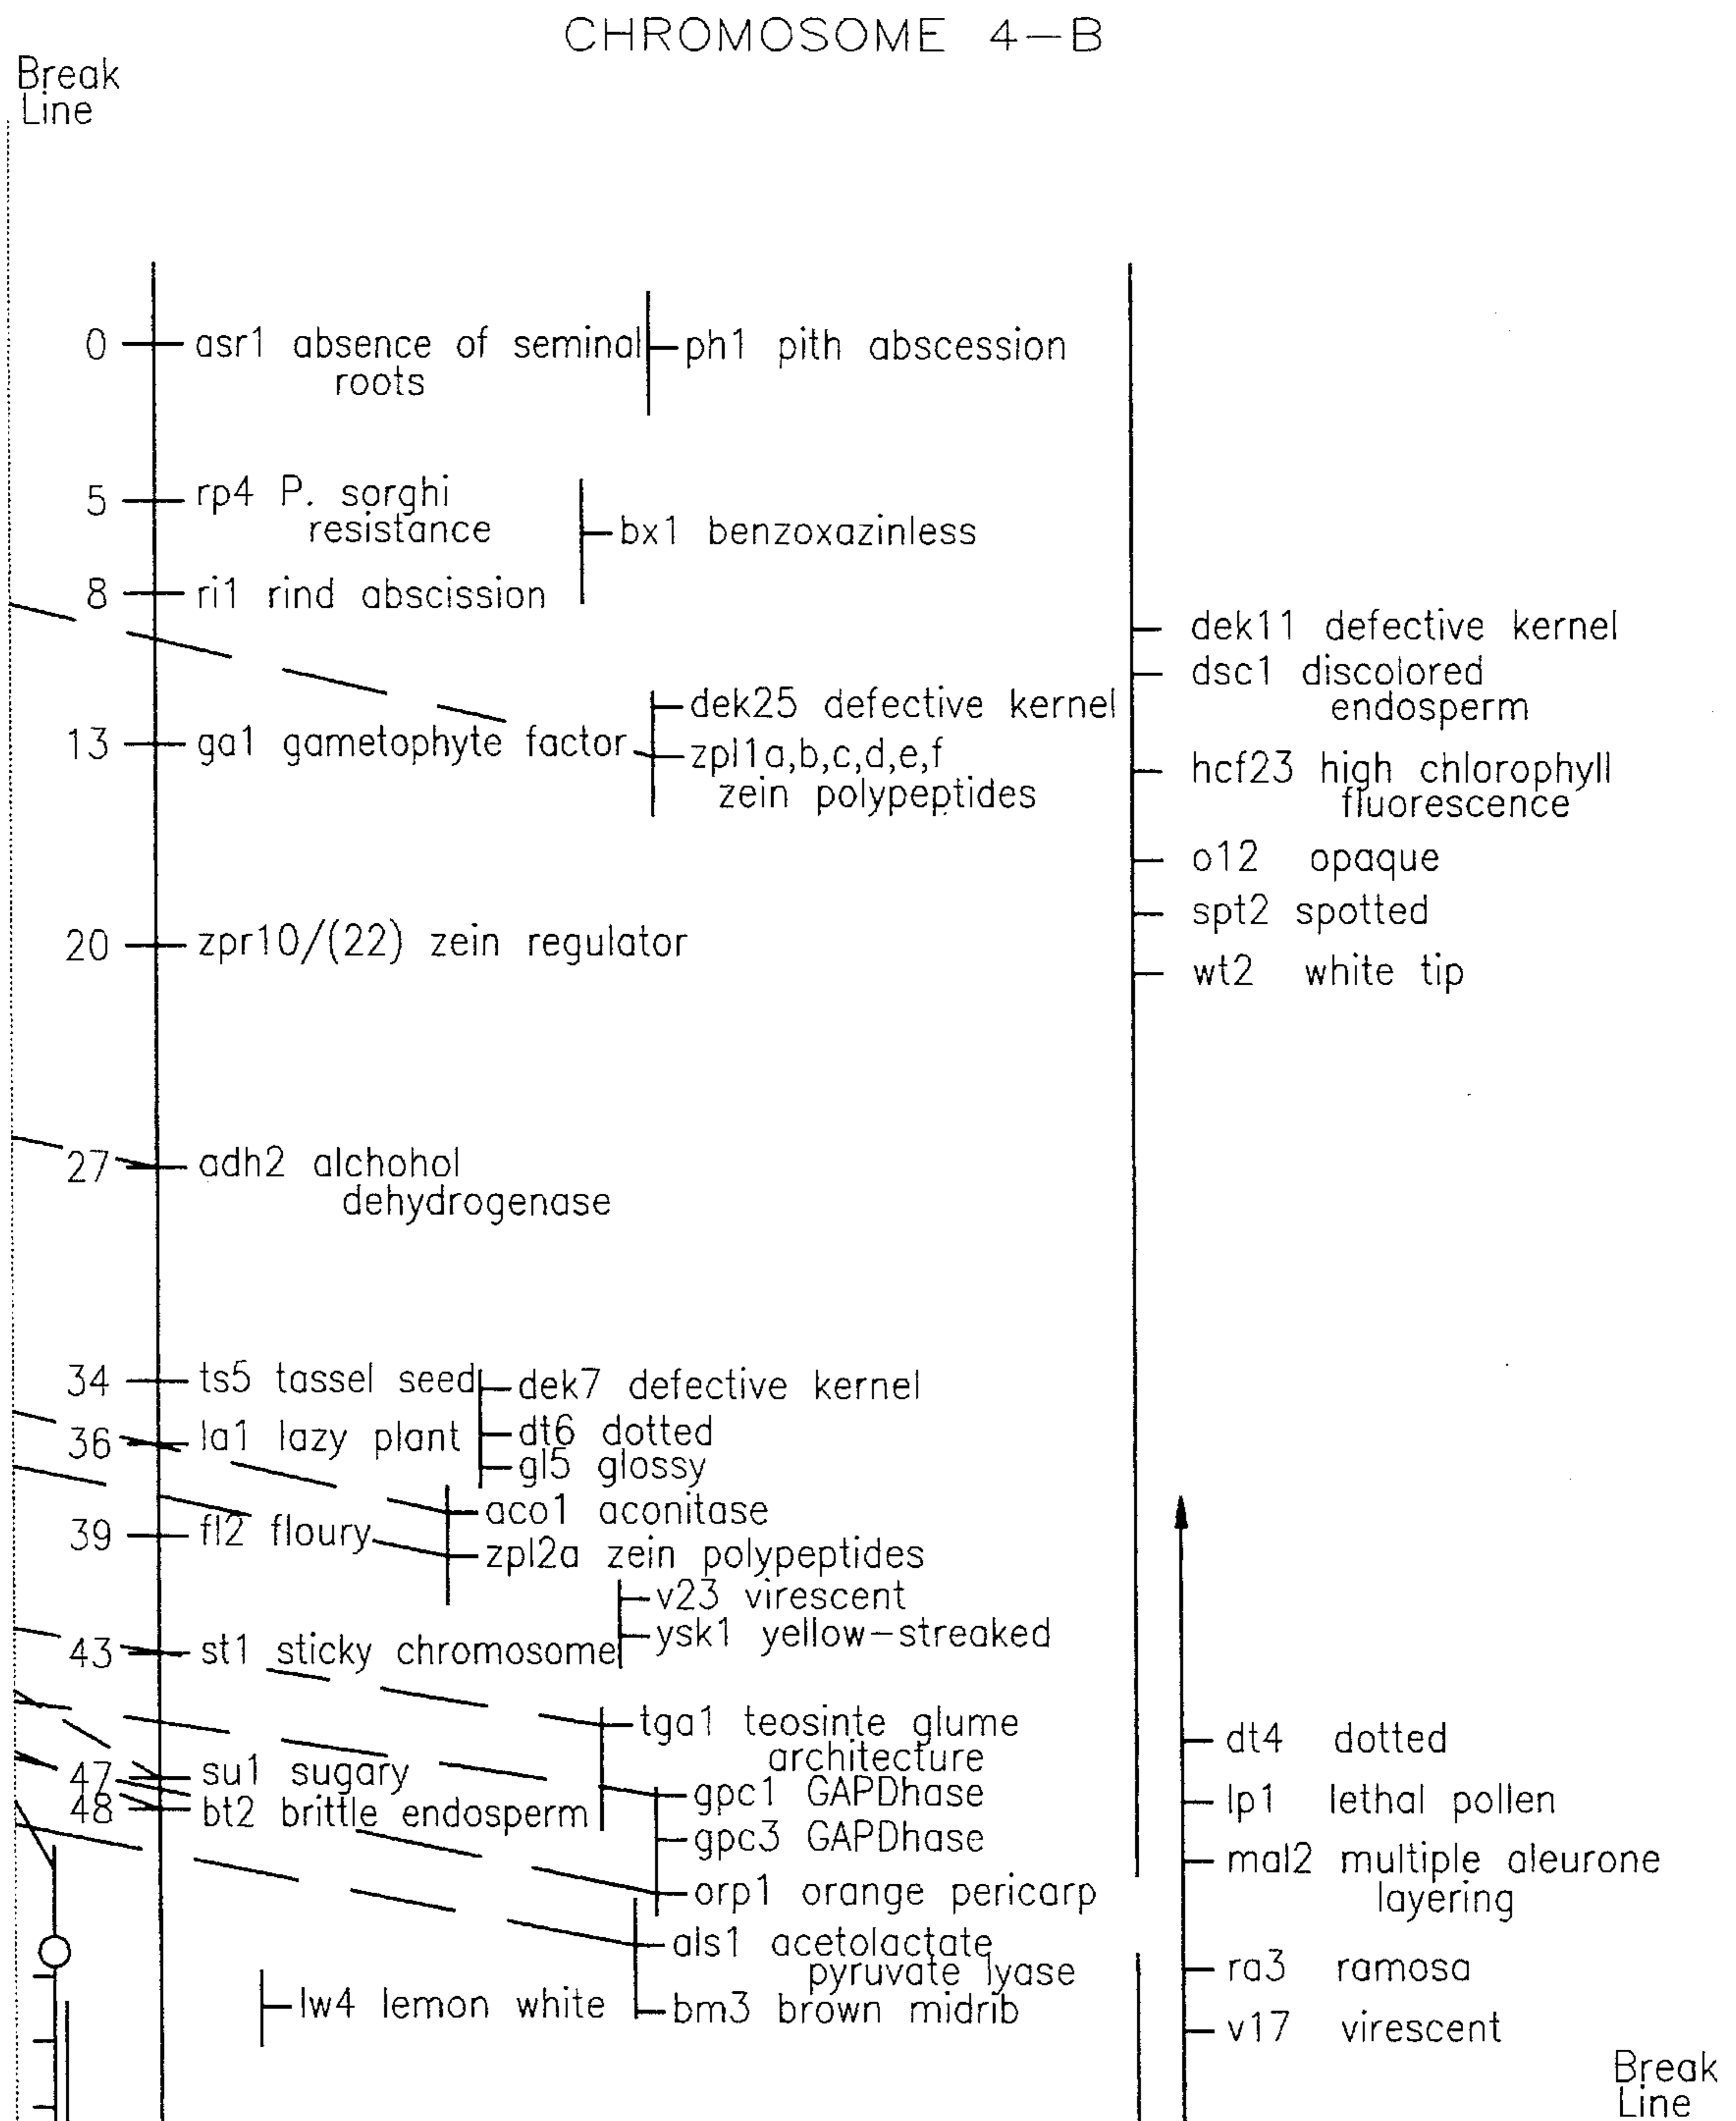 CHROMOSOME 4-B
Break
Line
0 asr1 absence of seminal
roots
ph1 pith abscession
5 rp4 P. sorghi
resistance
bx1 benzoxazinless
8 ri1 rind abscission
dek11 defective kernel
dsc1 discolored
endosperm
dek25 defective kernel
13 ga1 gametophyte factor
zpl1a,b,c,d,e,f
zein polypeptides
hcf23 high chlorophyll
fluorescence
o12 opaque
spt2 spotted
20 zpr10/(22) zein regulator
wt2 white tip
27 adh2 alchohol
dehydrogenase
34 ts5 tassel seed
dek7 defective kernel
36 la1 lazy plant
dt6 dotted
gl5 glossy
aco1 aconitase
39 fl2 floury
zpl2a zein polypeptides
v23 virescent
ysk1 yellow-streaked
43 st1 sticky chromosome
tga1 teosinte glume
architecture
dt4 dotted
47 su1 sugary
gpc1 GAPDhase
48 bt2 brittle endosperm
lp1 lethal pollen
gpc3 GAPDhase
mal2 multiple aleurone
layering
orp1 orange pericarp
als1 acetolactate
pyruvate lyase
ra3 ramosa
lw4 lemon white
bm3 brown midrib
v17 virescent
Break
Line